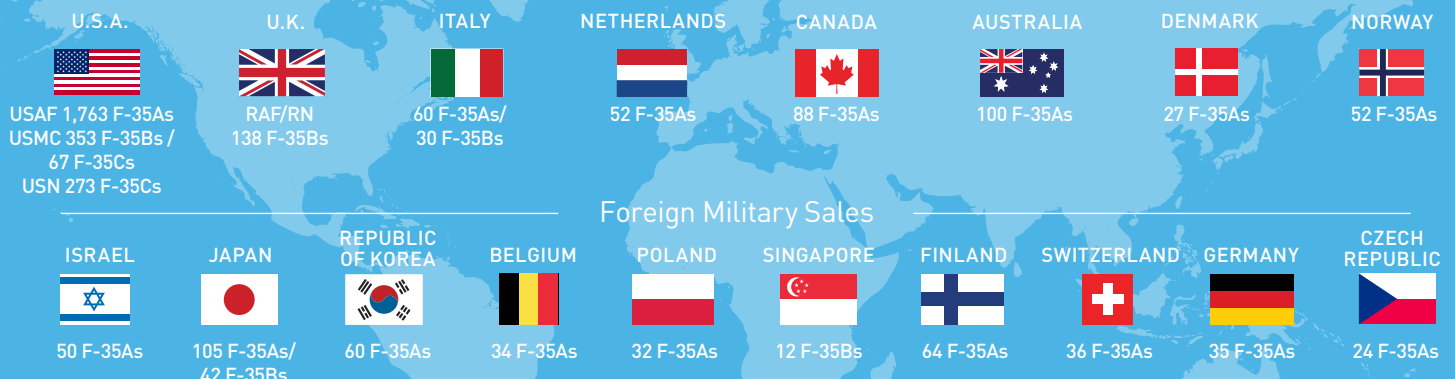 U.S.A.
USAF 1,763 F-35As
USMC 353 F-35Bs /
67 F-35Cs
USN 273 F-35Cs
U.K.
RAF/RN
138 F-35Bs
ITALY
60 F-35As/
30 F-35Bs
NETHERLANDS
52 F-35As
CANADA
88 F-35As
AUSTRALIA
100 F-35As
DENMARK
27 F-35As
NORWAY
52 F-35As
Foreign Military Sales
ISRAEL
50 F-35As
JAPAN
105 F-35As/
42 F-35Bs
REPUBLIC
OF KOREA
60 F-35As
BELGIUM
34 F-35As
POLAND
32 F-35As
SINGAPORE
12 F-35Bs
FINLAND
64 F-35As
SWITZERLAND
36 F-35As
GERMANY
35 F-35As
CZECH
REPUBLIC
24 F-35As